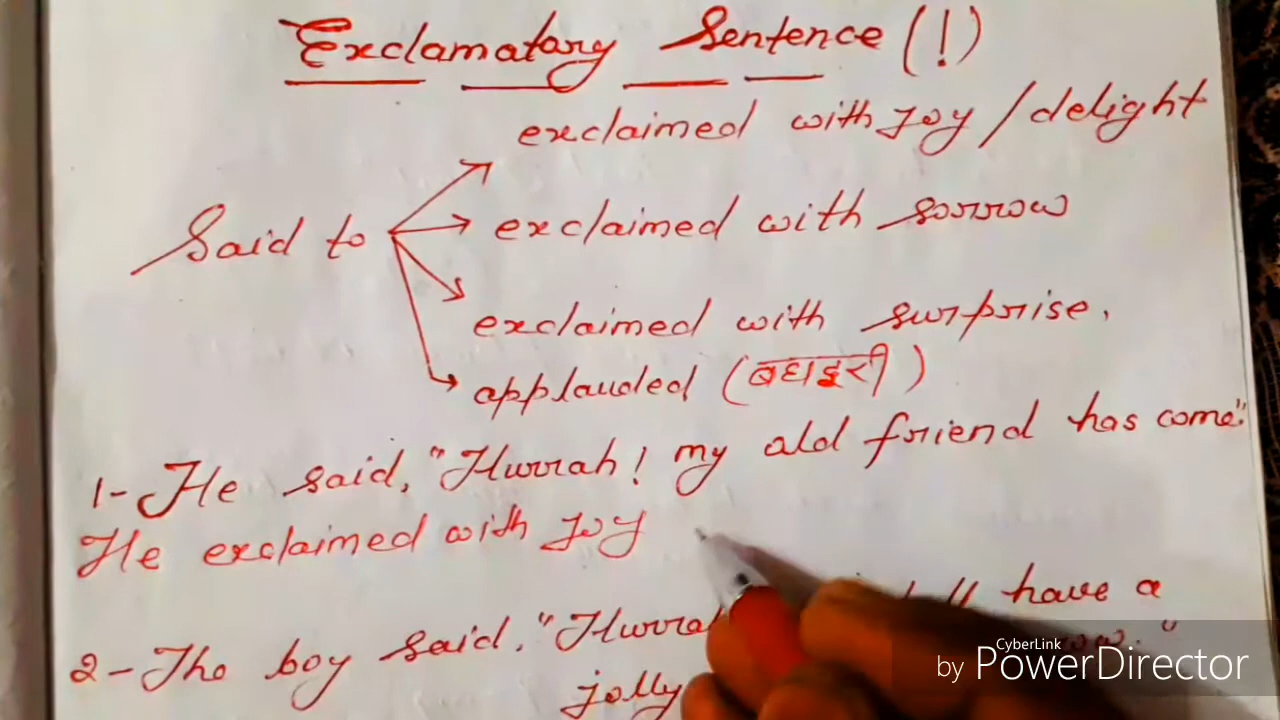 Exclamatory Sentence (!)
exclaimed with Joy / delight
Said to
exclaimed with sorrow
exclaimed with surprise.
applauded (बधाई)
1- He said, "Hurrah! my old friend has come."
He exclaimed with Joy
2- The boy said, "Hurrah have a
jolly
CyberLink
by PowerDirector